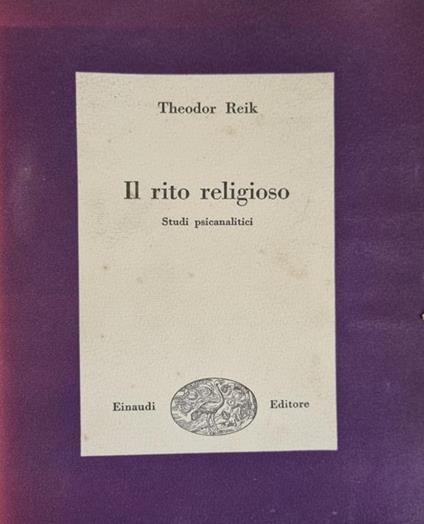 Theodor Reik
Il rito religioso
Studi psicanalitici
Einaudi Editore